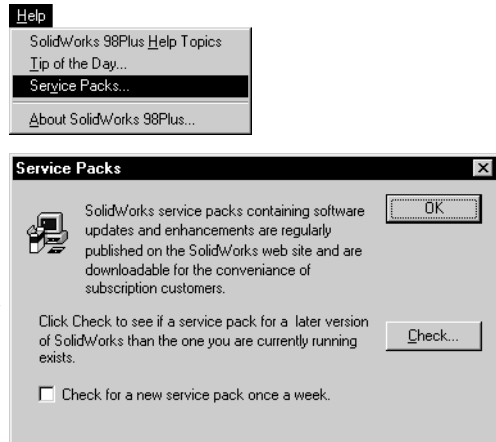 Help
SolidWorks 98Plus Help Topics
Tip of the Day...
Service Packs...
About SolidWorks 98Plus...
Service Packs
SolidWorks service packs containing software
updates and enhancements are regularly
published on the SolidWorks web site and are
downloadable for the convenience of
subscription customers.
OK
Click Check to see if a service pack for a later version
of SolidWorks than the one you are currently running
exists.
Check...
Check for a new service pack once a week.